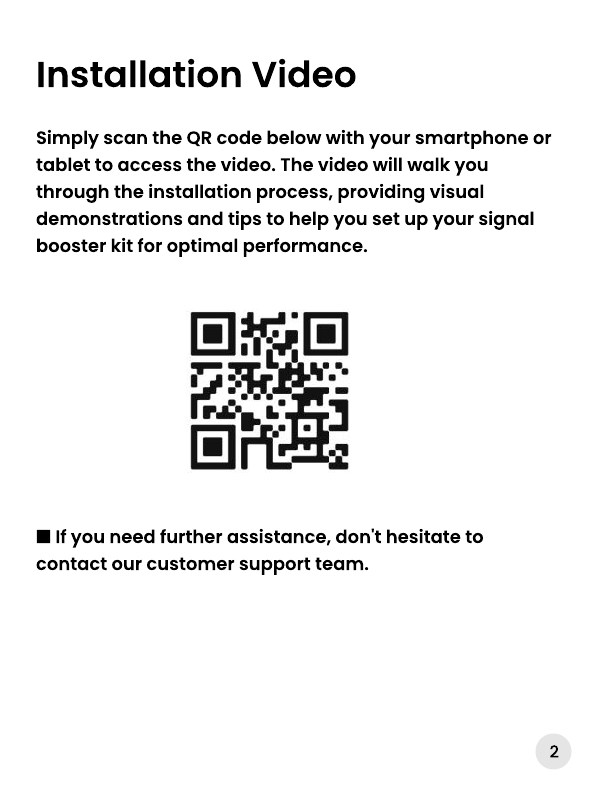 Installation Video
Simply scan the QR code below with your smartphone or
tablet to access the video. The video will walk you
through the installation process, providing visual
demonstrations and tips to help you set up your signal
booster kit for optimal performance.
■ If you need further assistance, don't hesitate to
contact our customer support team.
2